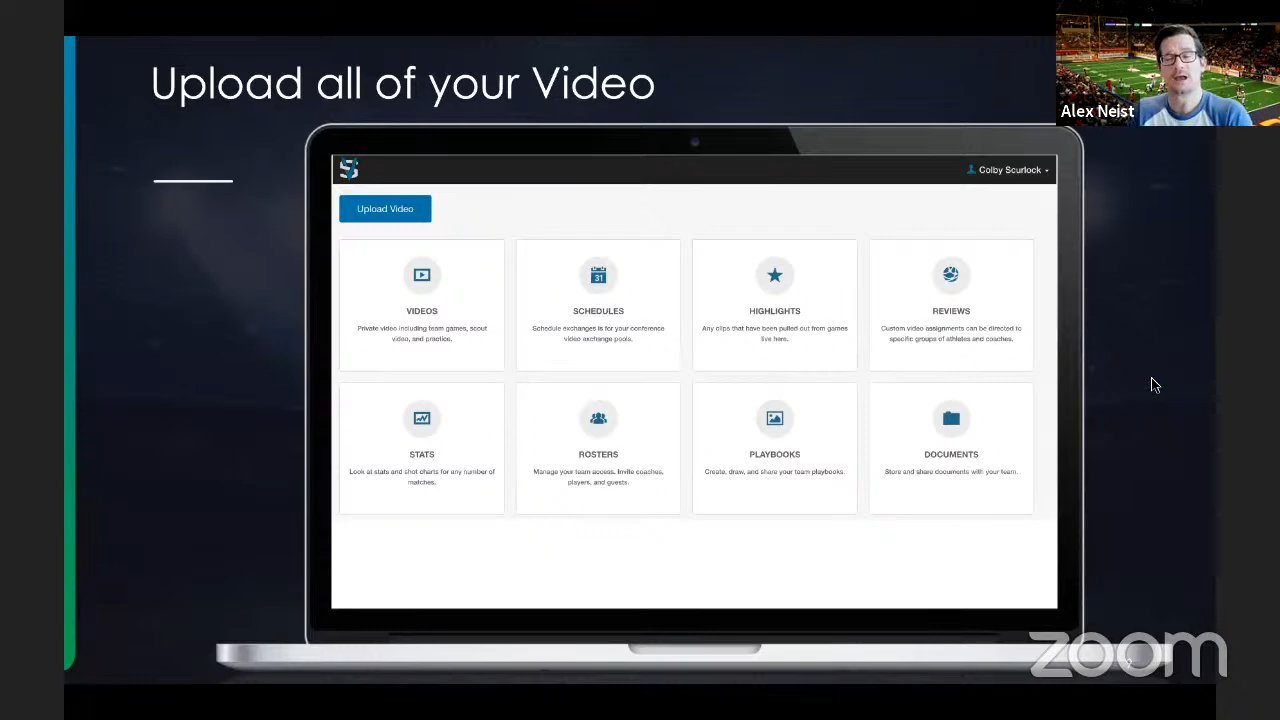 Upload all of your Video
Alex Neist
Colby Scurlock
Upload Video
VIDEOS
Private video including team games, scout
video, and practice.
SCHEDULES
Schedule exchanges is for your conference
video exchange pools.
HIGHLIGHTS
Any clips that have been pulled out from games
live here.
REVIEWS
Custom video assignments can be directed to
specific groups of athletes and coaches.
STATS
Look at stats and shot charts for any number of
matches.
ROSTERS
Manage your team access. Invite coaches,
players, and guests.
PLAYBOOKS
Create, draw, and share your team playbooks.
DOCUMENTS
Store and share documents with your team.
zoom